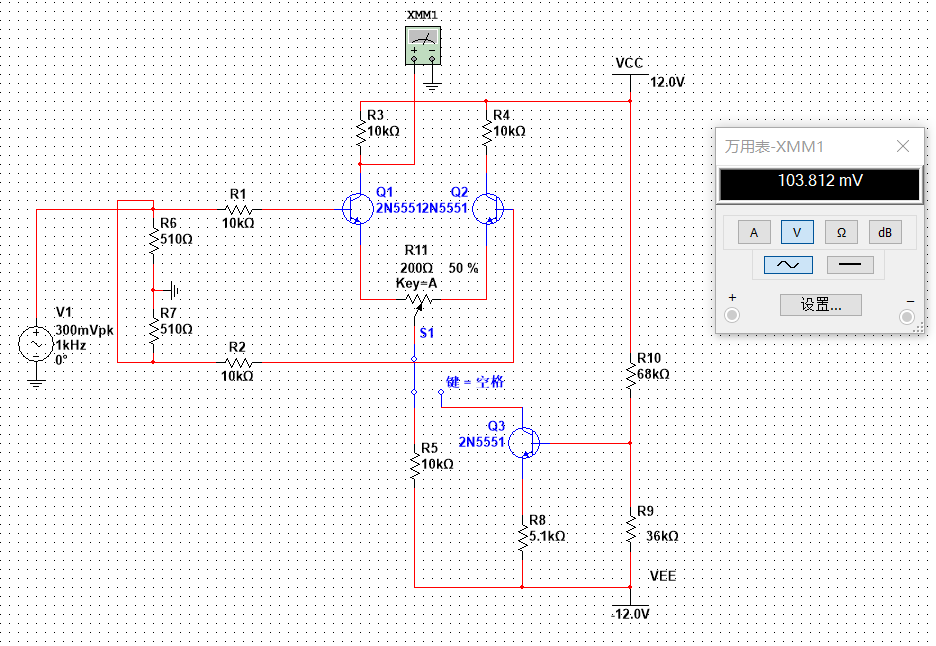 XMM1
VCC
12.0V
R3
10kΩ
R4
10kΩ
Q1
2N5551
Q2
2N5551
R1
10kΩ
R6
510Ω
R11
200Ω 50 %
Key=A
V1
300mVpk
1kHz
0°
R7
510Ω
S1
R2
10kΩ
键 = 空格
R10
68kΩ
Q3
2N5551
R5
10kΩ
R8
5.1kΩ
R9
36kΩ
VEE
-12.0V
万用表-XMM1
103.812 mV
A V Ω dB
设置...